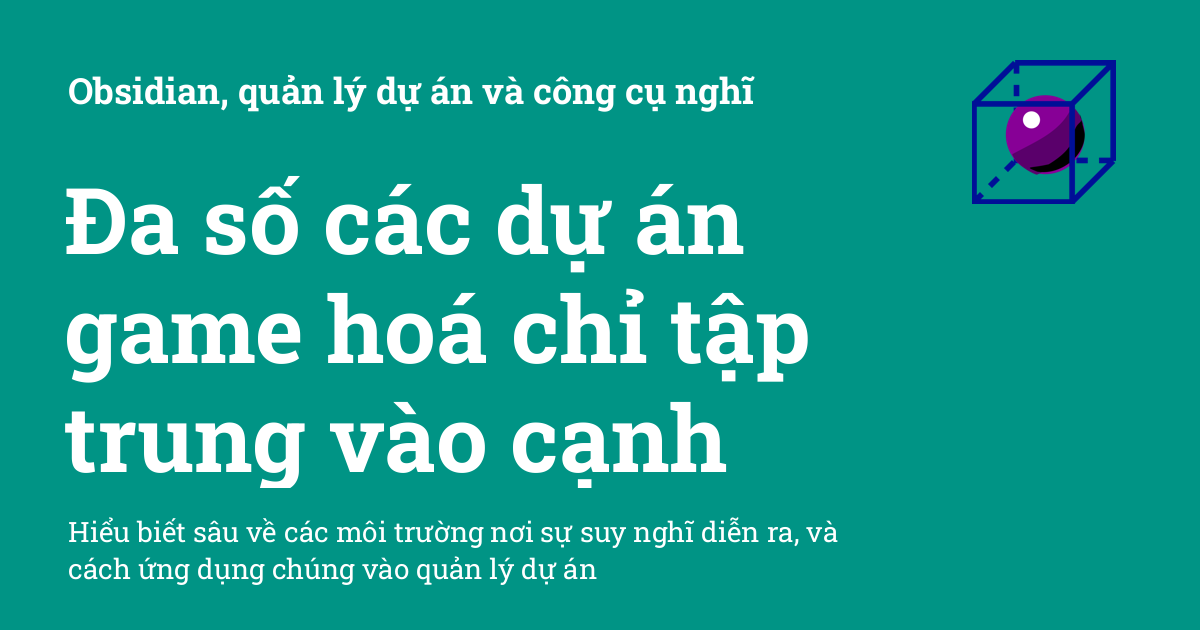 Obsidian, quản lý dự án và công cụ nghĩ
Đa số các dự án
game hoá chỉ tập
trung vào cạnh
Hiểu biết sâu về các môi trường nơi sự suy nghĩ diễn ra, và
cách ứng dụng chúng vào quản lý dự án